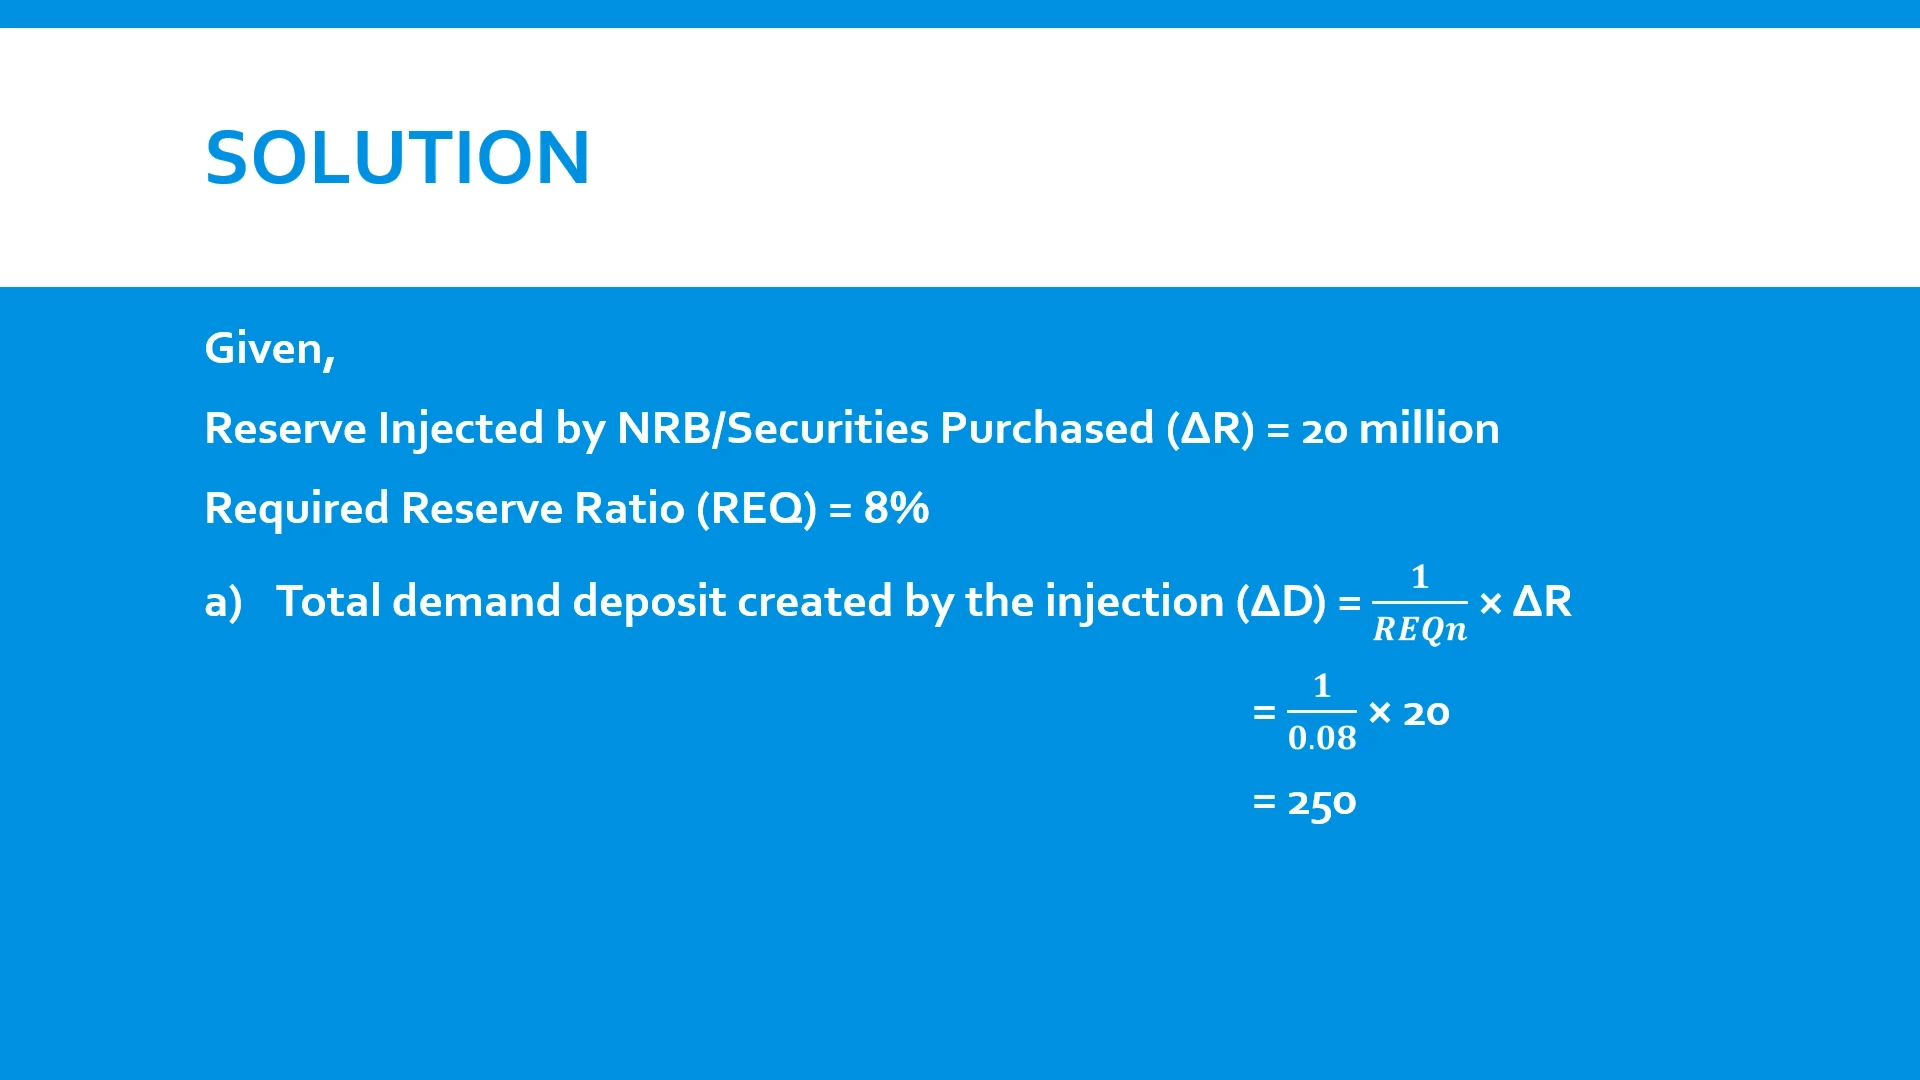 SOLUTION
Given,
Reserve Injected by NRB/Securities Purchased (ΔR) = 20 million
Required Reserve Ratio (REQ) = 8%
a) Total demand deposit created by the injection (ΔD) = 1/REQn × ΔR
= 1/0.08 × 20
= 250